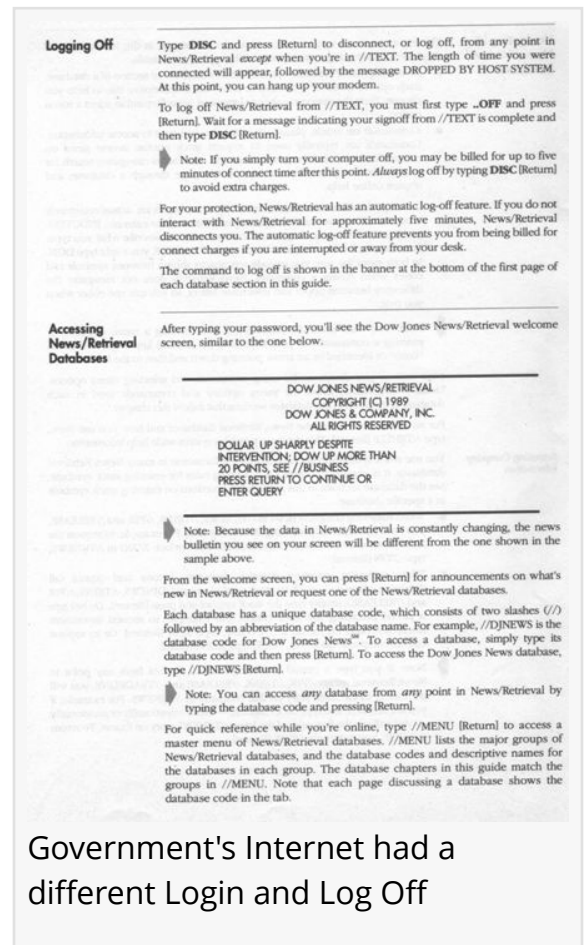 Logging Off
Type DISC and press [Return] to disconnect, or log off, from any point in
News/Retrieval except when you're in //TEXT. The length of time you were
connected will appear, followed by the message DROPPED BY HOST SYSTEM.
At this point, you can hang up your modem.
To log off News/Retrieval from //TEXT, you must first type ..OFF and press
[Return]. Wait for a message indicating your signoff from //TEXT is complete and
then type DISC [Return].
Note: If you simply turn your computer off, you may be billed for up to five
minutes of connect time after this point. Always log off by typing DISC [Return]
to avoid extra charges.
For your protection, News/Retrieval has an automatic log-off feature. If you do not
interact with News/Retrieval for approximately five minutes, News/Retrieval
disconnects you. The automatic log-off feature prevents you from being billed for
connect charges if you are interrupted or away from your desk.
The command to log off is shown in the banner at the bottom of the first page of
each database section in this guide.
Accessing
News/Retrieval
Databases
After typing your password, you'll see the Dow Jones News/Retrieval welcome
screen, similar to the one below.
DOW JONES NEWS/RETRIEVAL
COPYRIGHT (C) 1989
DOW JONES & COMPANY, INC.
ALL RIGHTS RESERVED
DOLLAR UP SHARPLY DESPITE
INTERVENTION; DOW UP MORE THAN
20 POINTS, SEE //BUSINESS
PRESS RETURN TO CONTINUE OR
ENTER QUERY
Note: Because the data in News/Retrieval is constantly changing, the news
bulletin you see on your screen will be different from the one shown in the
sample above.
From the welcome screen, you can press [Return] for announcements on what's
new in News/Retrieval or request one of the News/Retrieval databases.
Each database has a unique database code, which consists of two slashes (//)
followed by an abbreviation of the database name. For example, //DJNEWS is the
database code for Dow Jones News℠. To access a database, simply type its
database code and then press [Return]. To access the Dow Jones News database,
type //DJNEWS [Return].
Note: You can access any database from any point in News/Retrieval by
typing the database code and pressing [Return].
For quick reference while you're online, type //MENU [Return] to access a
master menu of News/Retrieval databases. //MENU lists the major groups of
News/Retrieval databases, and the database codes and descriptive names for
the databases in each group. The database chapters in this guide match the
groups in //MENU. Note that each page discussing a database shows the
database code in the tab.
Government's Internet had a
different Login and Log Off